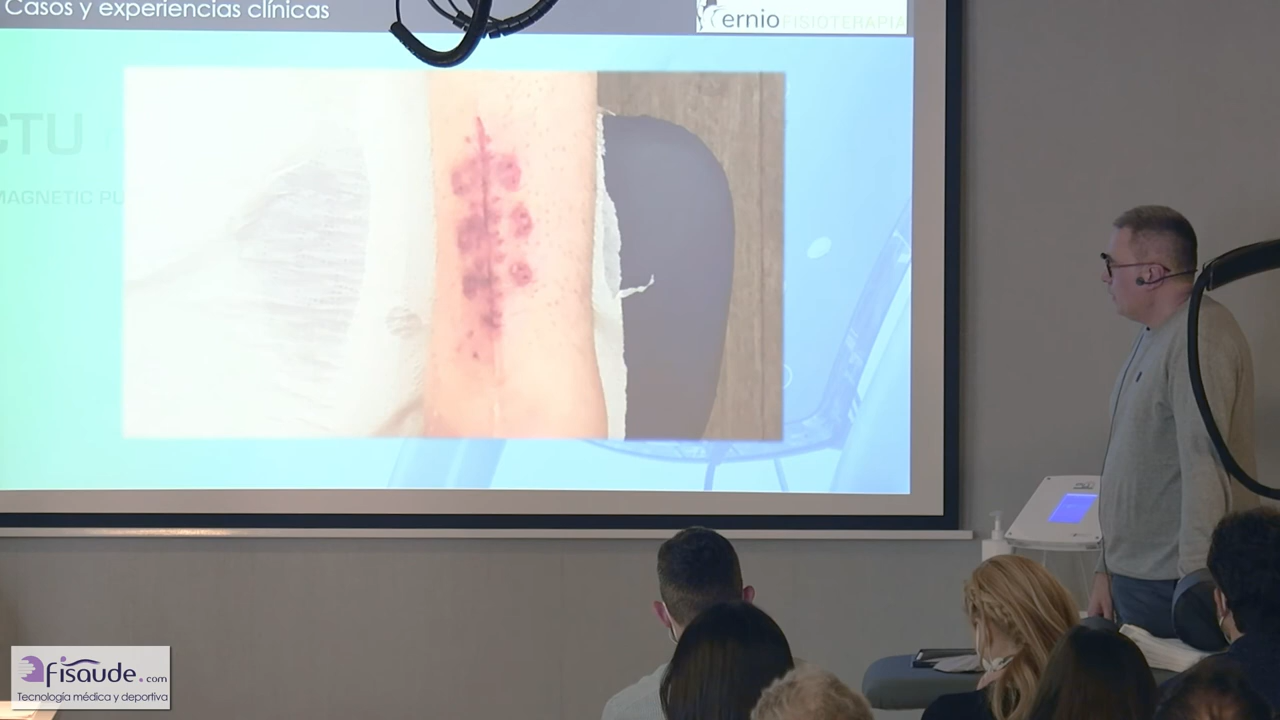 Casos y experiencias clínicas
ernio FISIOTERAPIA
CTU
MAGNETIC PU
fisaude.com
Tecnología médica y deportiva